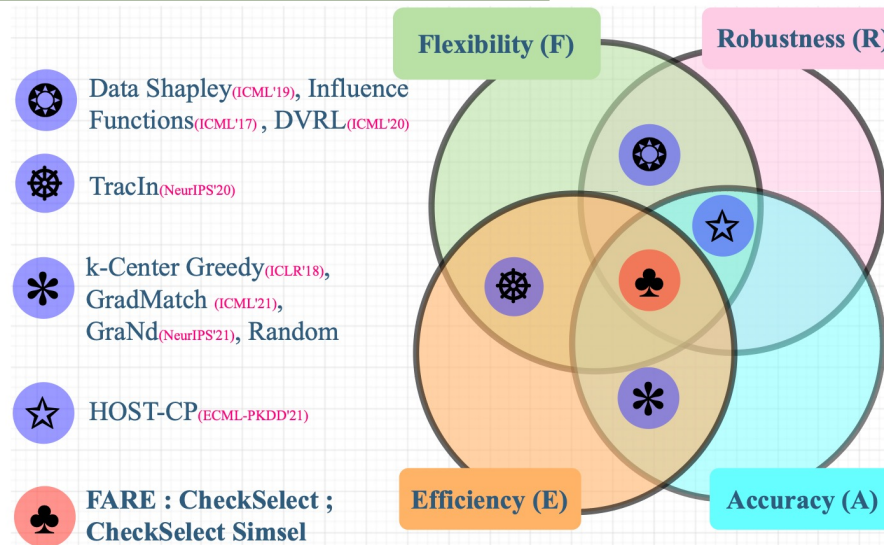 Flexibility (F)
Robustness (R)
Data Shapley(ICML'19), Influence
Functions(ICML'17) , DVRL(ICML'20)
TracIn(NeurIPS'20)
k-Center Greedy(ICLR'18),
GradMatch (ICML'21),
GraNd(NeurIPS'21), Random
HOST-CP(ECML-PKDD'21)
FARE : CheckSelect ;
CheckSelect Simsel
Efficiency (E)
Accuracy (A)